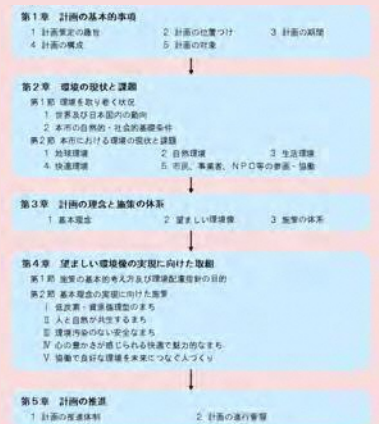 第1章 計画の基本的事項
1 計画策定の趣旨 2 計画の位置づけ 3 計画の期間
4 計画の構成 5 計画の対象
第2章 環境の現状と課題
第1節 環境を取り巻く状況
1 世界及び日本国内の動向
2 本市の自然的・社会的基礎条件
第2節 本市における環境の現状と課題
1 地球環境 2 自然環境 3 生活環境
4 快適環境 5 市民、事業者、NPO等の参画・協働
第3章 計画の理念と施策の体系
1 基本理念 2 望ましい環境像 3 施策の体系
第4章 望ましい環境像の実現に向けた取組
第1節 施策の基本的考え方及び環境配慮指針の目的
第2節 基本理念の実現に向けた施策
Ⅰ 低炭素・資源循環型のまち
Ⅱ 人と自然が共生するまち
Ⅲ 環境汚染のない安全なまち
Ⅳ 心の豊かさが感じられる快適で魅力的なまち
Ⅴ 協働で良好な環境を未来につなぐ人づくり
第5章 計画の推進
1 計画の推進体制 2 計画の進行管理